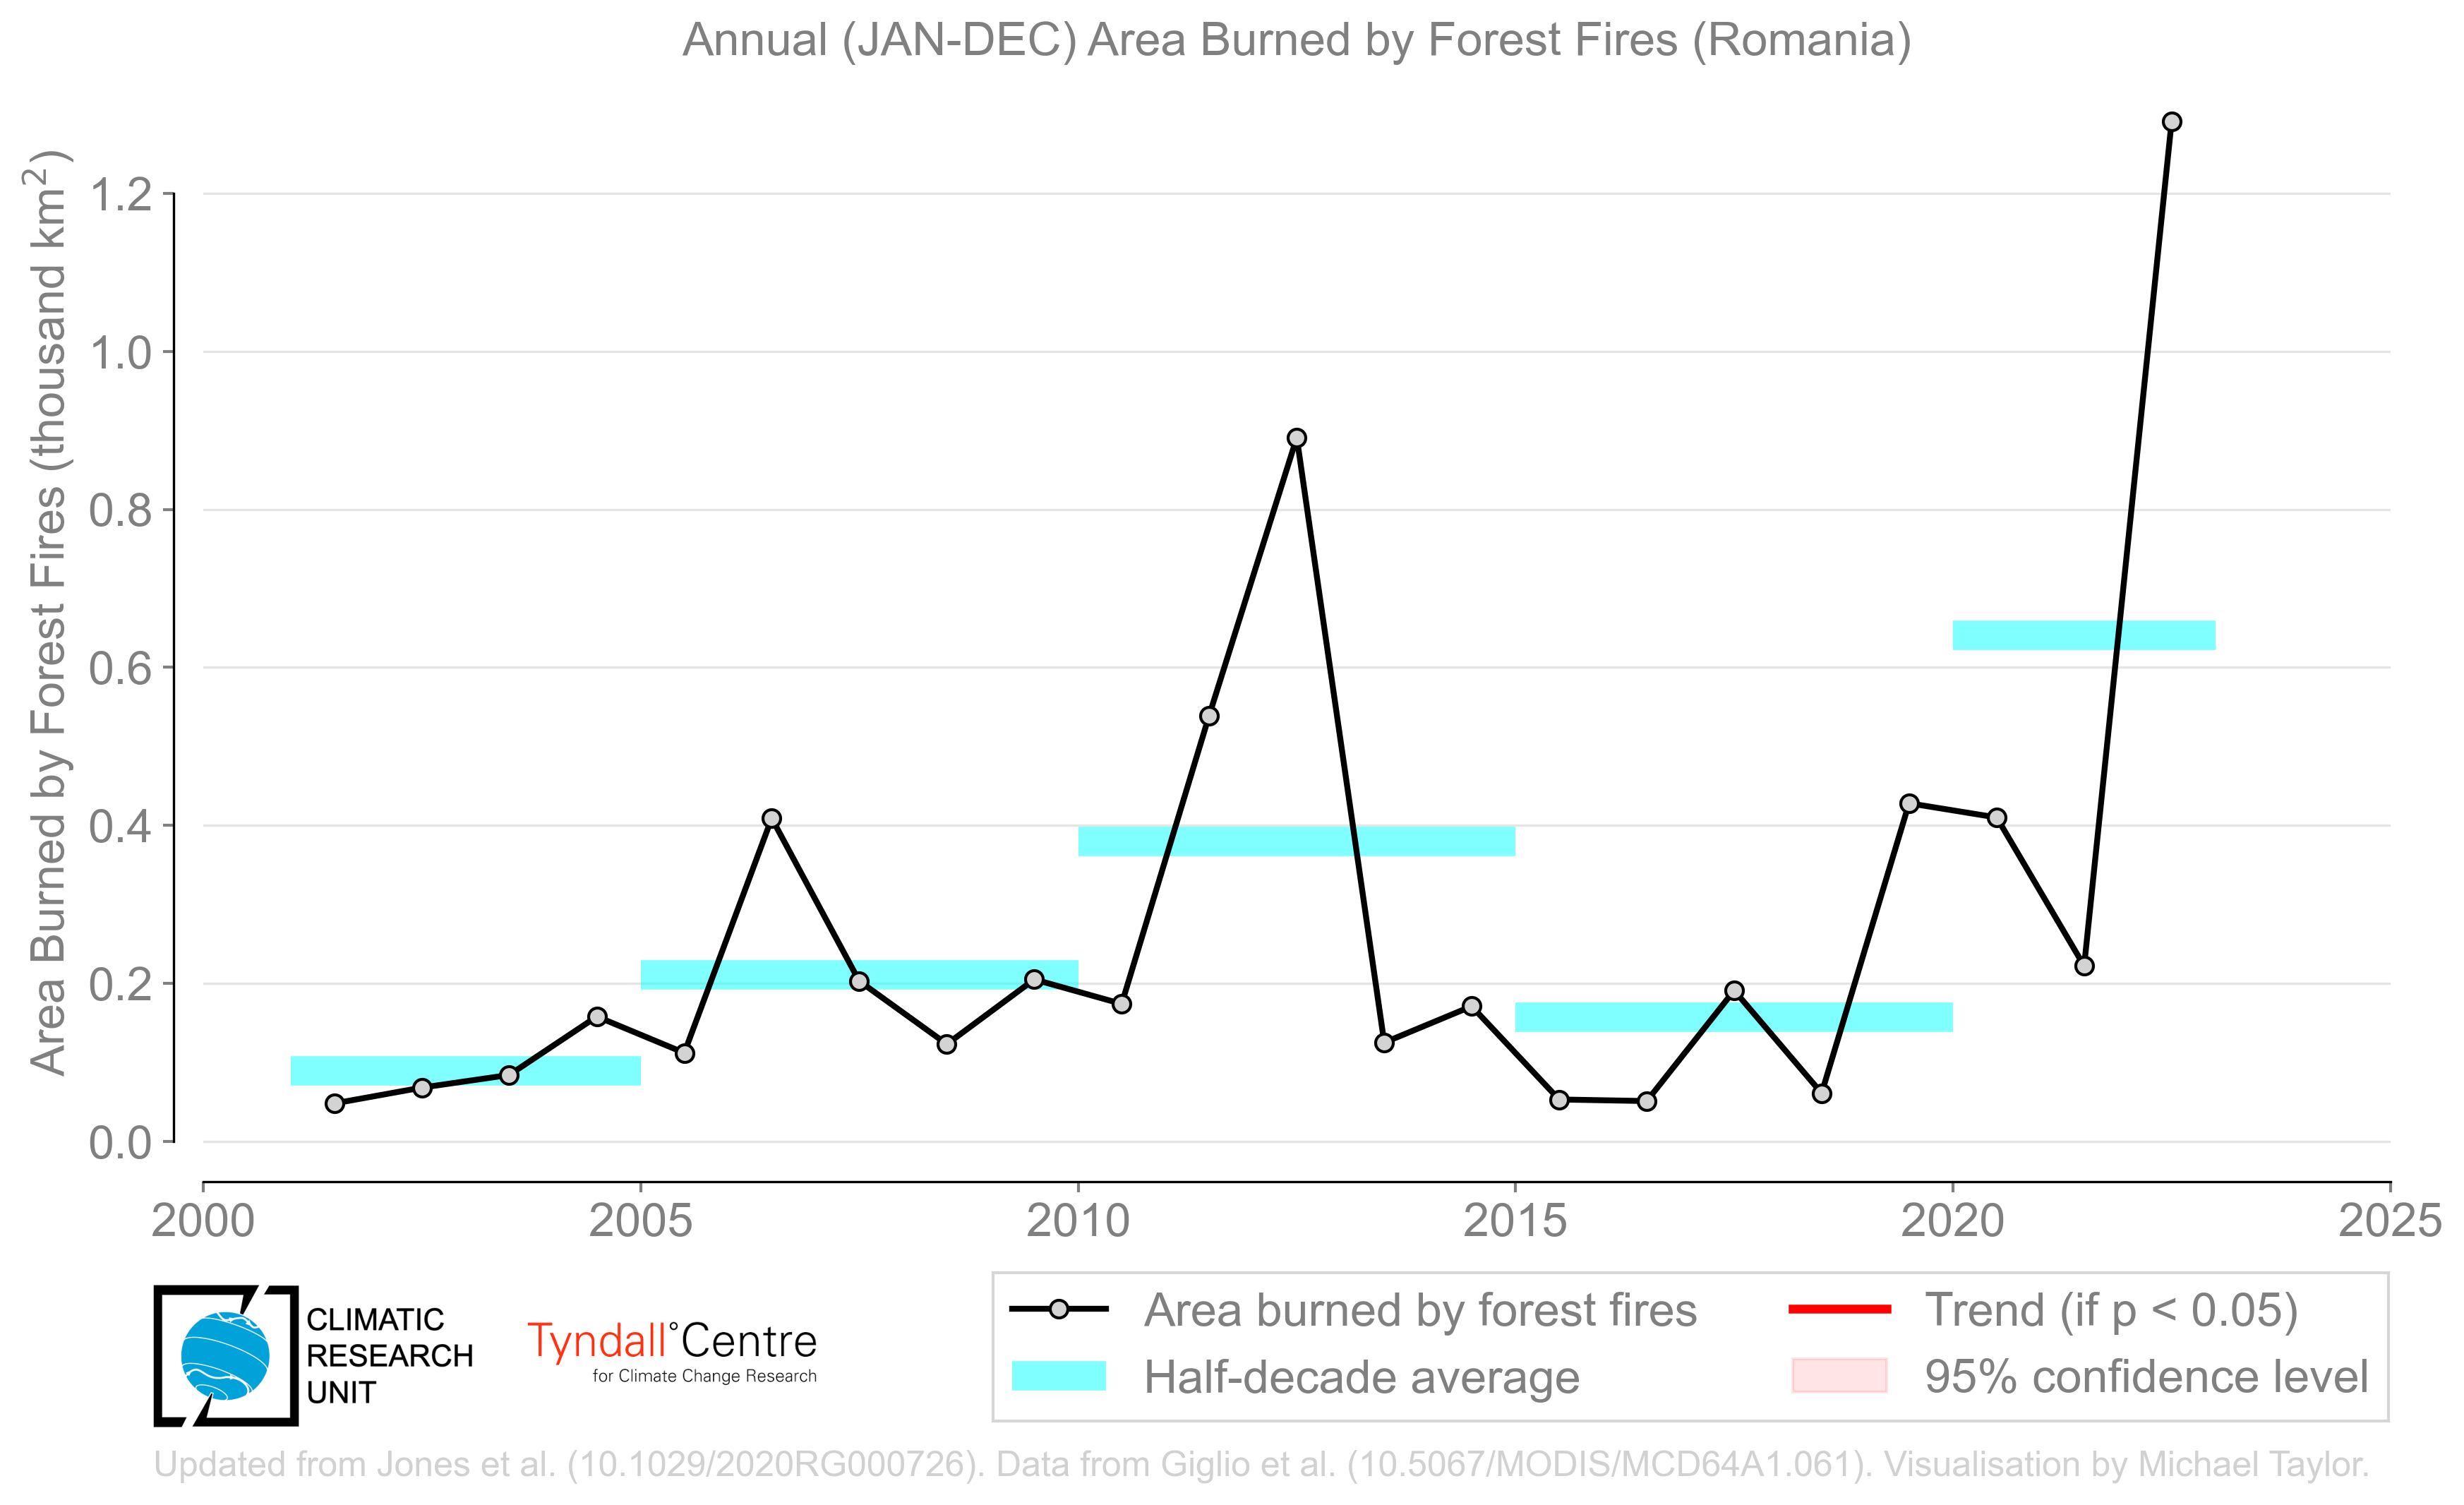 Annual (JAN-DEC) Area Burned by Forest Fires (Romania)
Area Burned by Forest Fires (thousand km²)
1.2
1.0
0.8
0.6
0.4
0.2
0.0
2000 2005 2010 2015 2020 2025
CLIMATIC
RESEARCH
UNIT
Tyndall°Centre
for Climate Change Research
Area burned by forest fires
Half-decade average
Trend (if p < 0.05)
95% confidence level
Updated from Jones et al. (10.1029/2020RG000726). Data from Giglio et al. (10.5067/MODIS/MCD64A1.061). Visualisation by Michael Taylor.